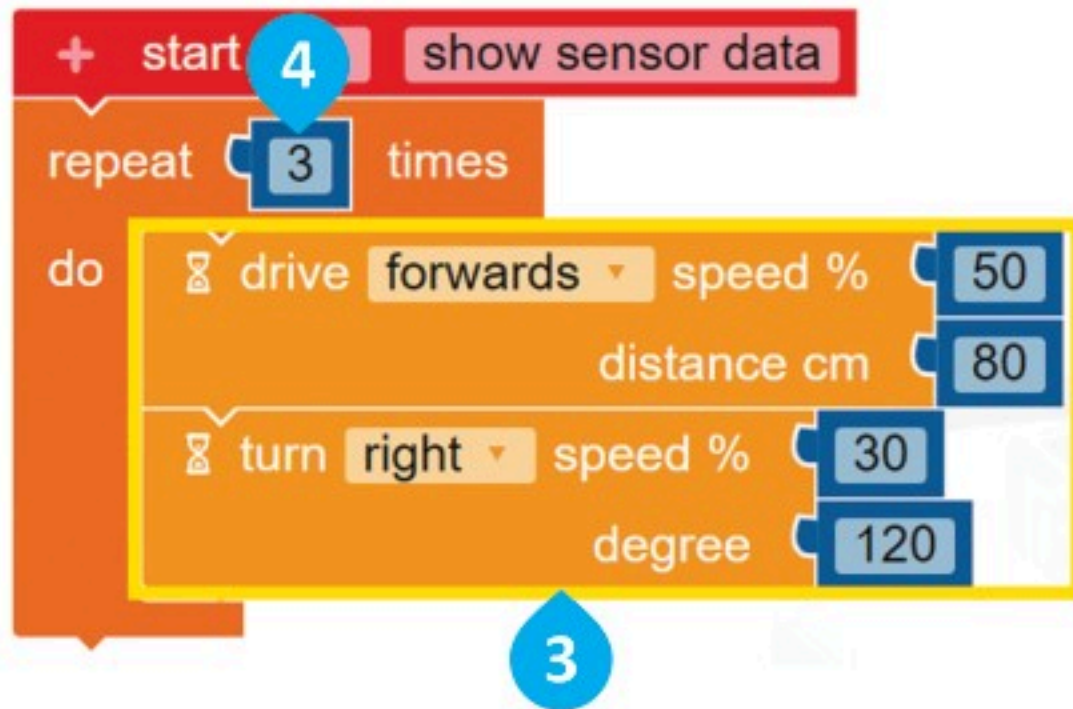 + start show sensor data
4
repeat 3 times
do drive forwards speed % 50
distance cm 80
turn right speed % 30
degree 120
3